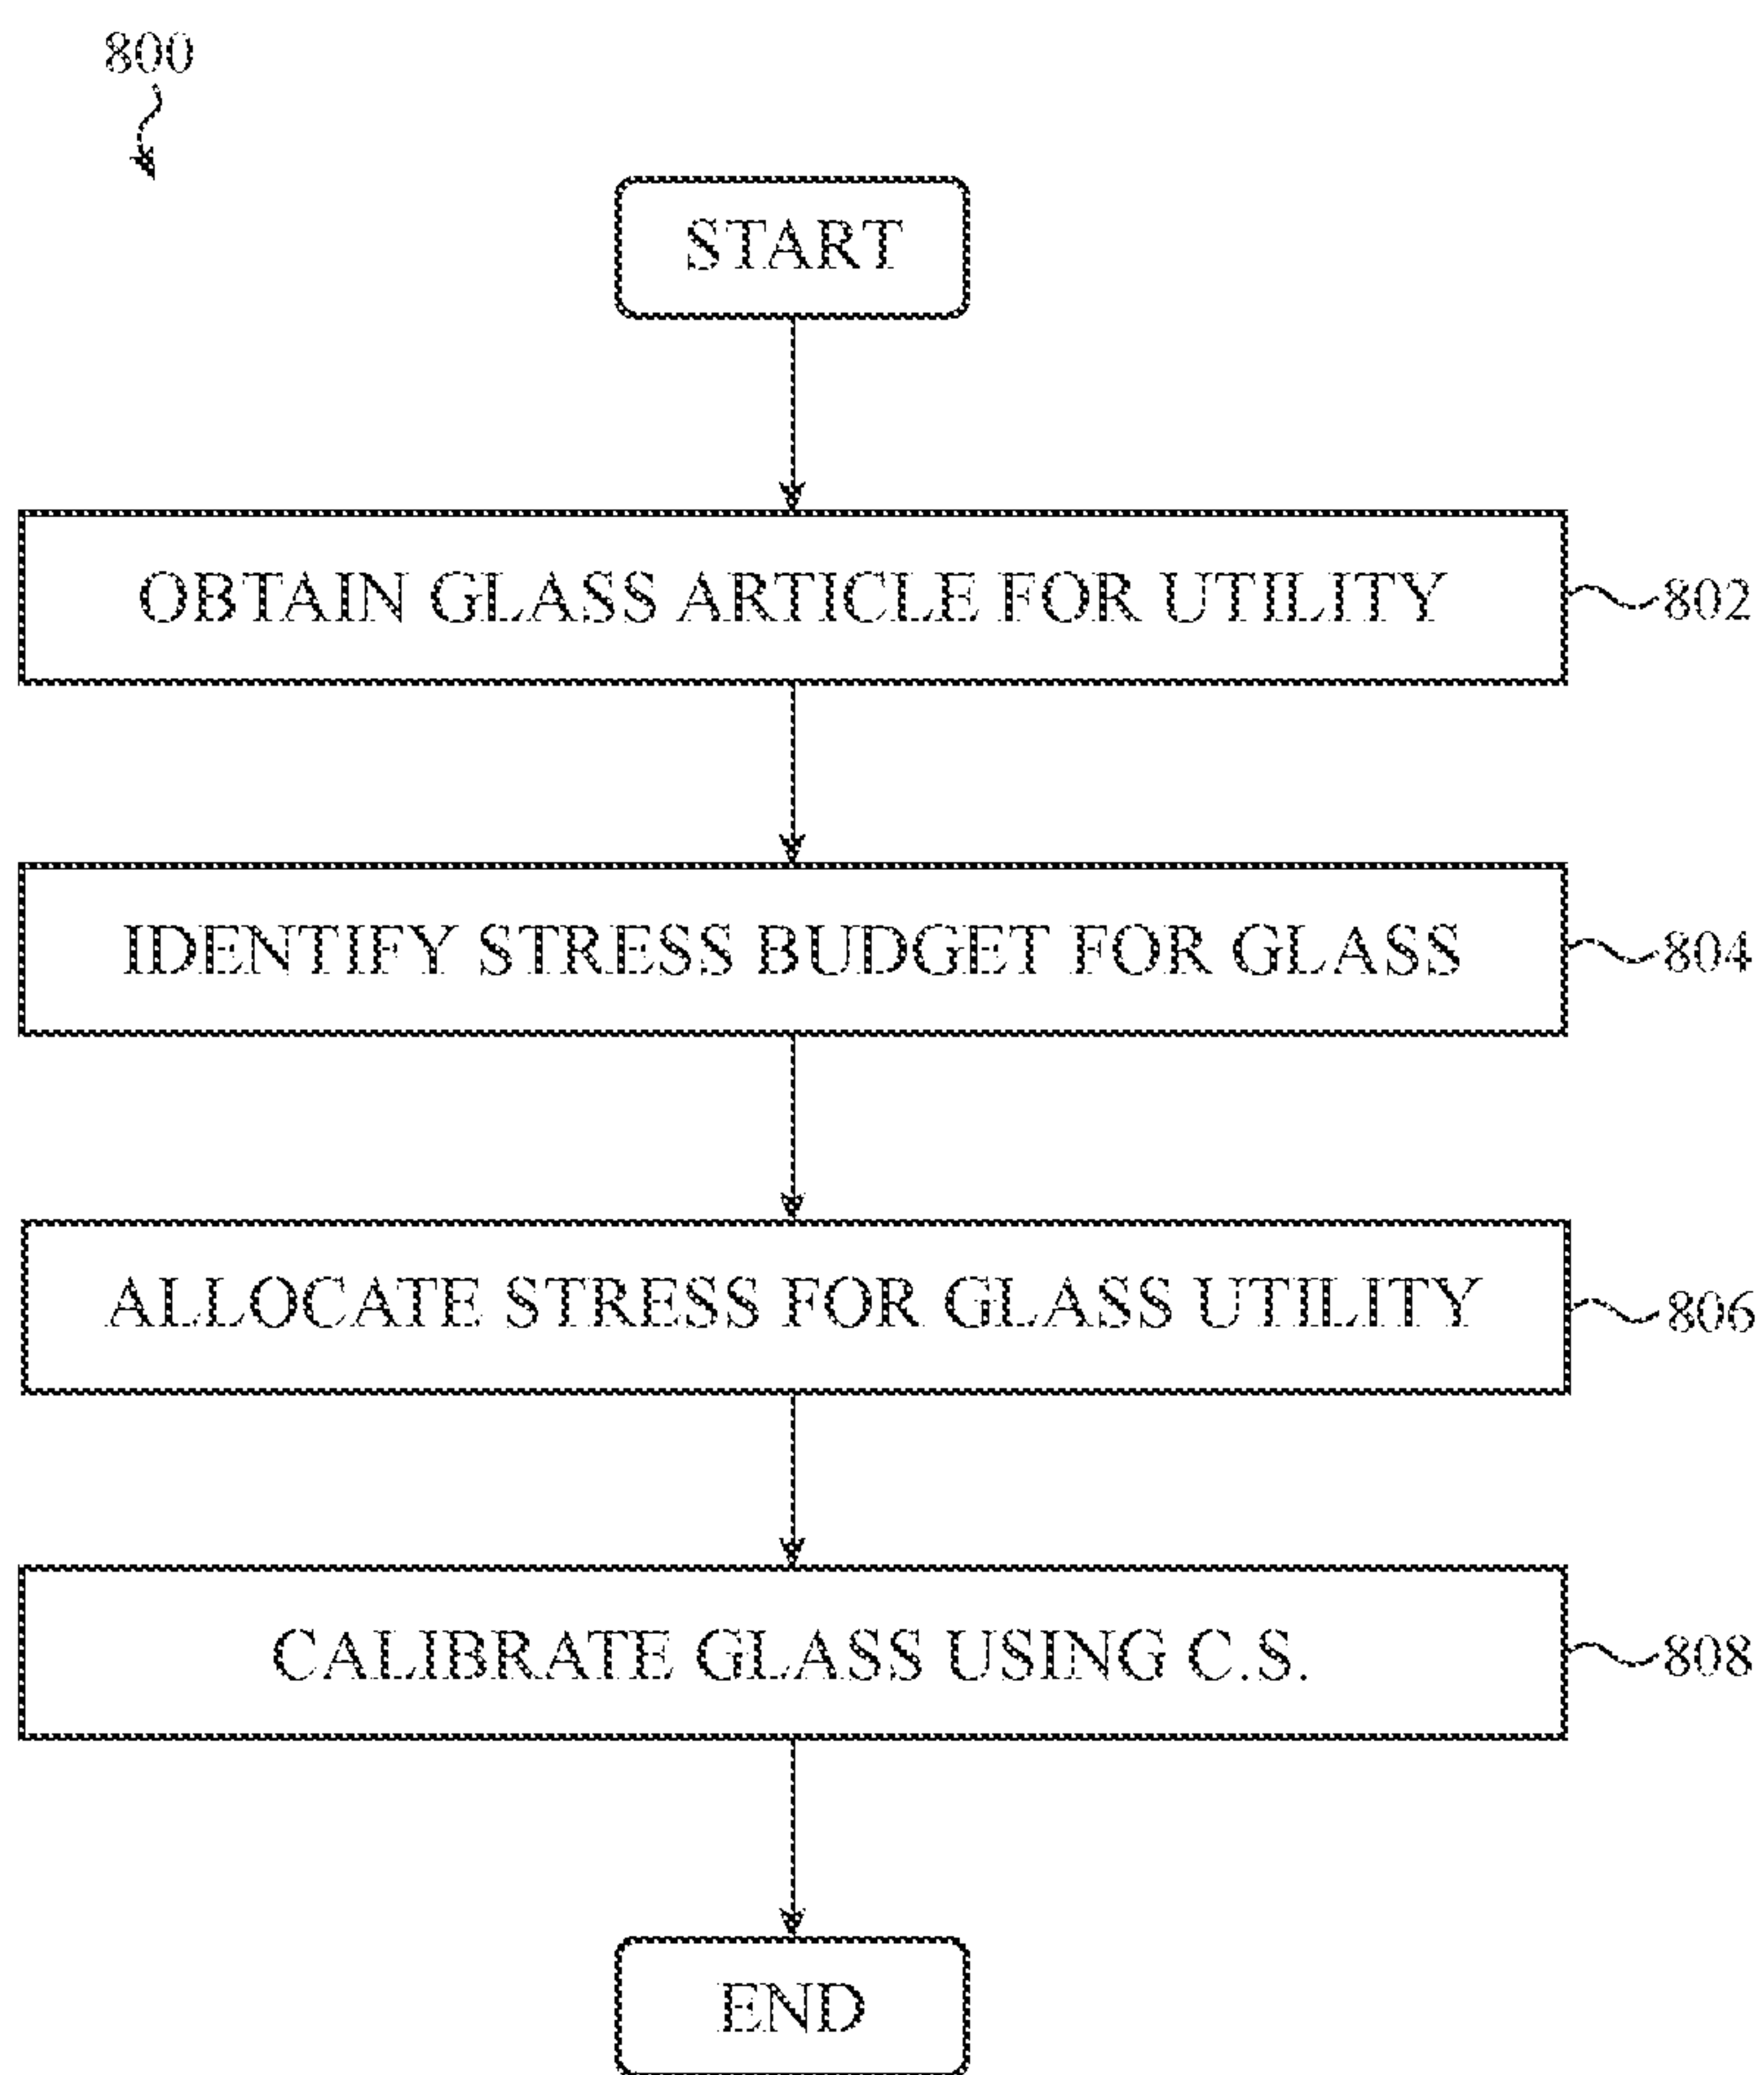 800
START
OBTAIN GLASS ARTICLE FOR UTILITY
802
IDENTIFY STRESS BUDGET FOR GLASS
804
ALLOCATE STRESS FOR GLASS UTILITY
806
CALIBRATE GLASS USING C.S.
808
END